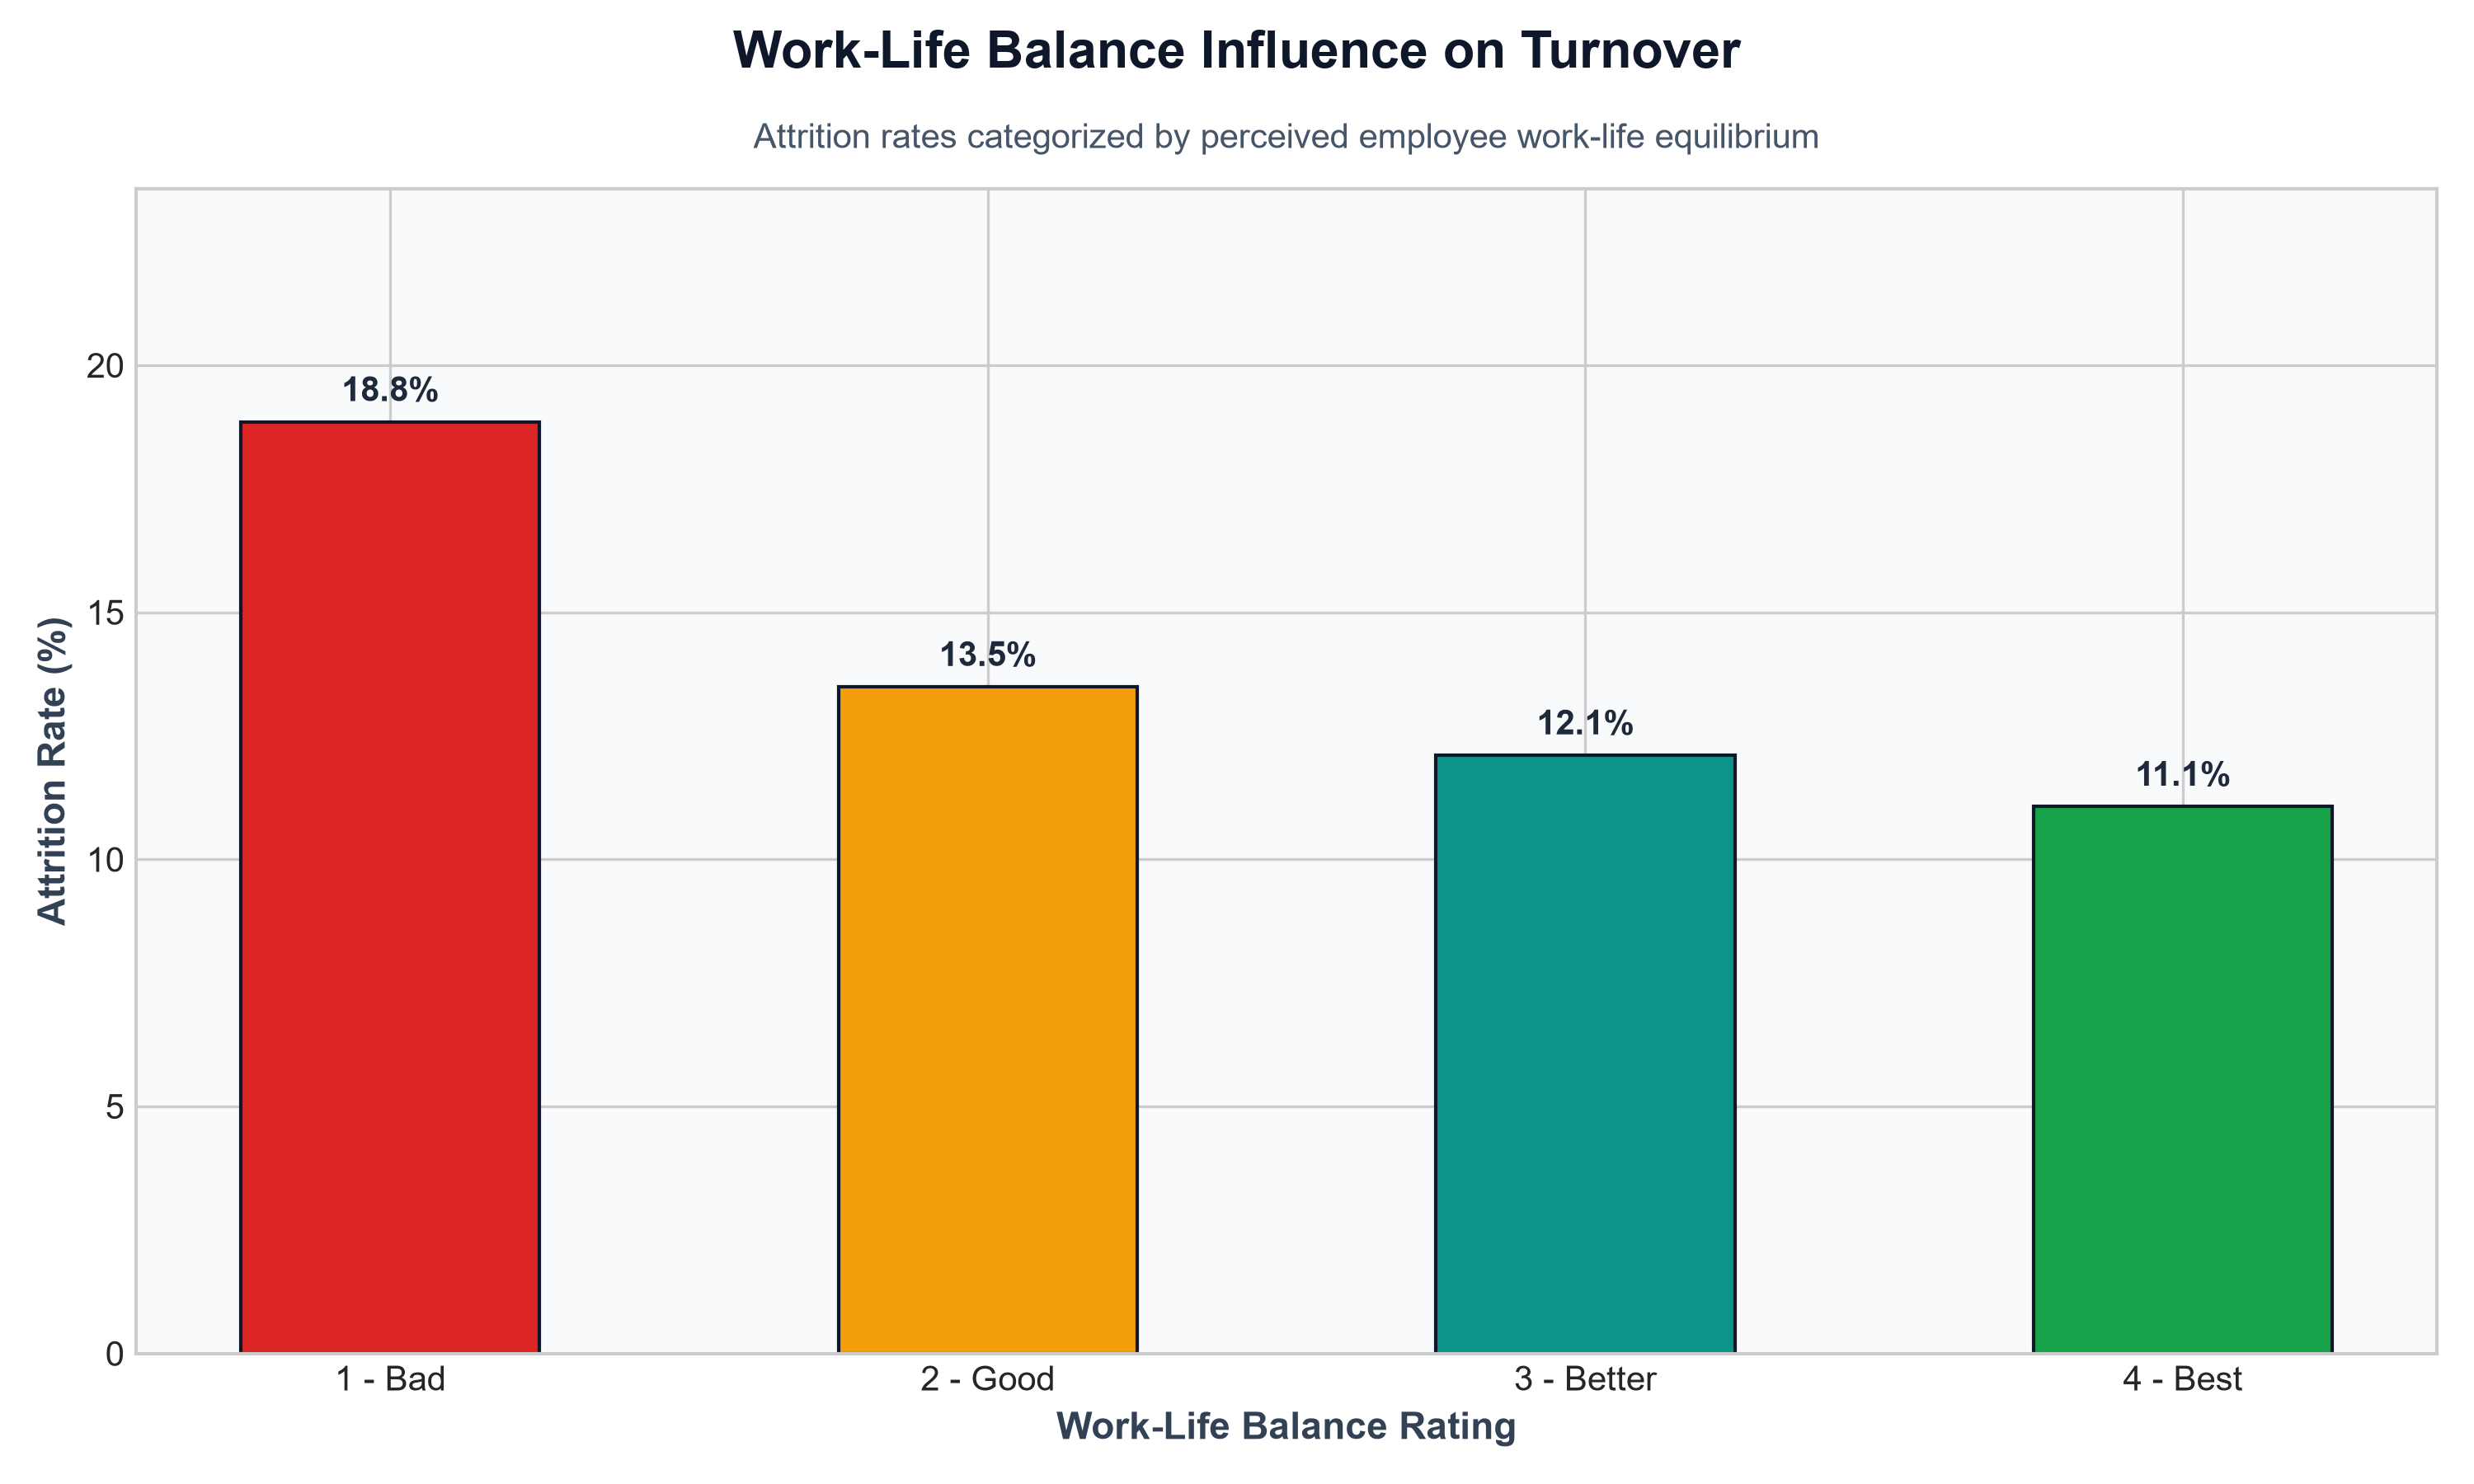 Work-Life Balance Influence on Turnover
Attrition rates categorized by perceived employee work-life equilibrium
Attrition Rate (%)
20
15
10
5
0
18.8%
13.5%
12.1%
11.1%
1 - Bad
2 - Good
3 - Better
4 - Best
Work-Life Balance Rating